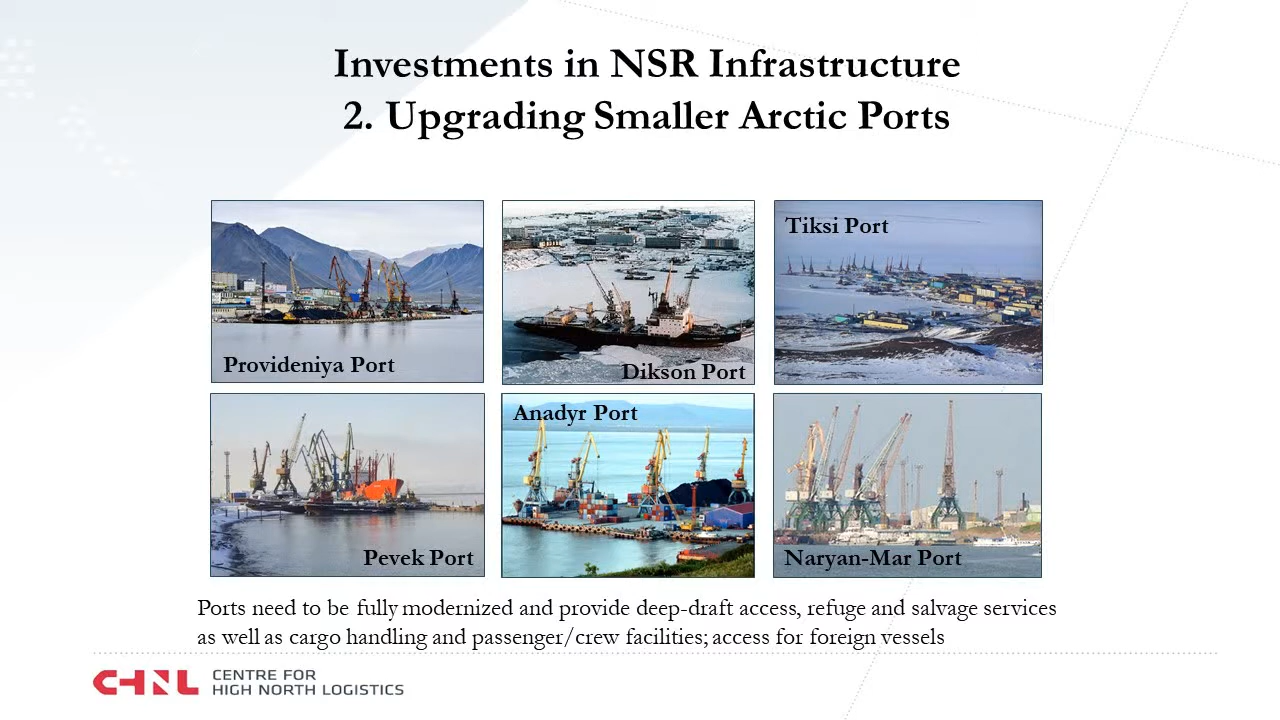 Investments in NSR Infrastructure
2. Upgrading Smaller Arctic Ports
Provideniya Port
Dikson Port
Tiksi Port
Pevek Port
Anadyr Port
Naryan-Mar Port
Ports need to be fully modernized and provide deep-draft access, refuge and salvage services
as well as cargo handling and passenger/crew facilities; access for foreign vessels
CHNL
CENTRE FOR
HIGH NORTH LOGISTICS